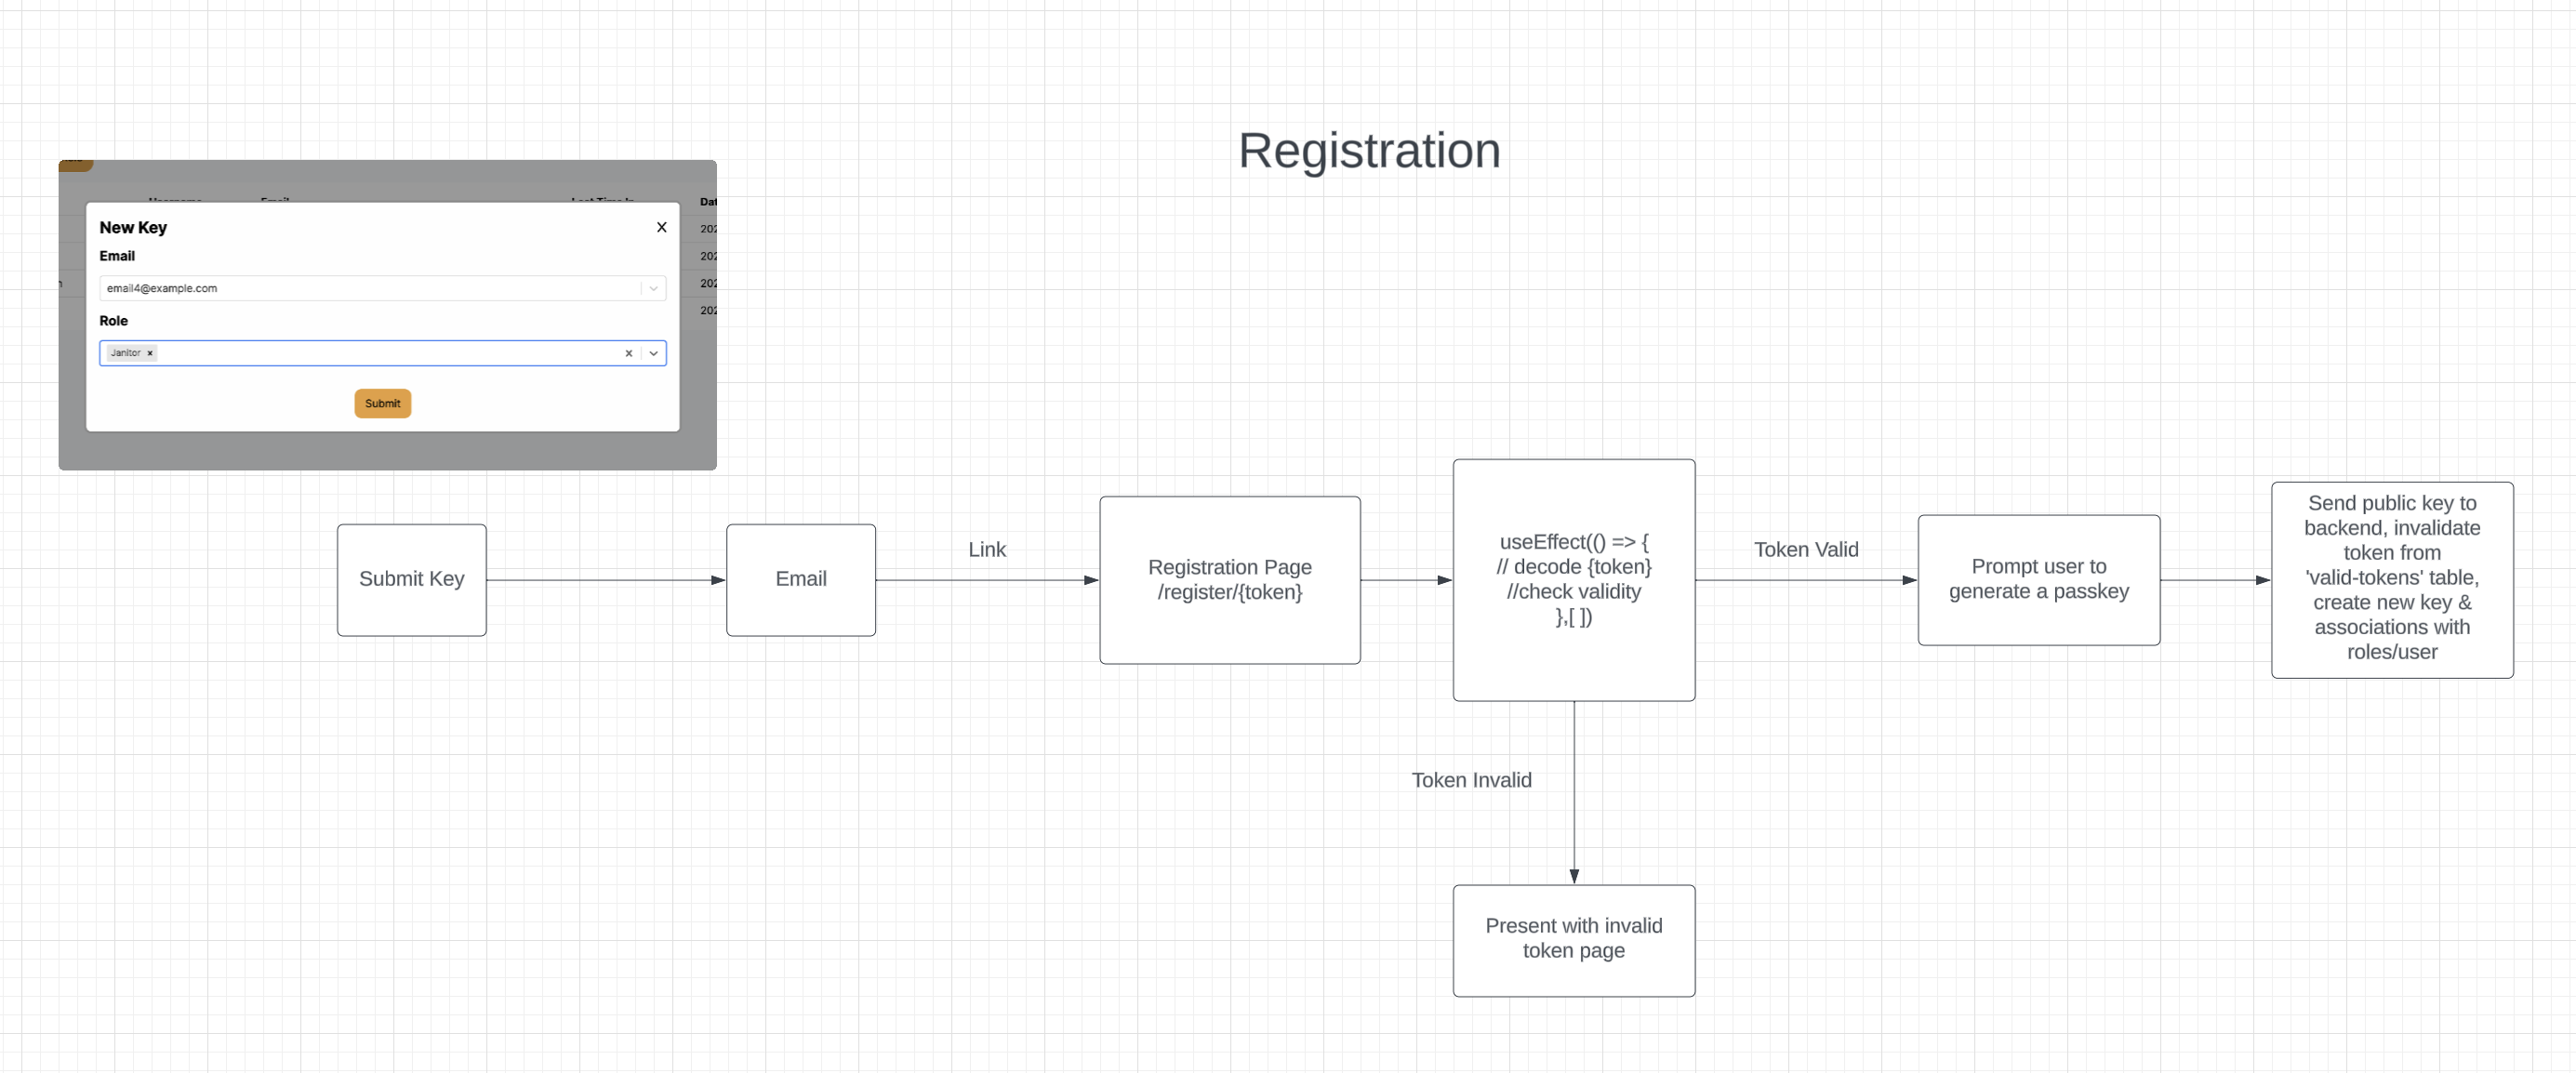 Registration
Dat
New Key
X
202
Email
202
email4@example.com
202
202
Role
Janitor ×
Submit
Submit Key
Email
Link
Registration Page
/register/{token}
useEffect(() => {
// decode {token}
//check validity
},[ ])
Token Valid
Prompt user to
generate a passkey
Send public key to
backend, invalidate
token from
'valid-tokens' table,
create new key &
associations with
roles/user
Token Invalid
Present with invalid
token page